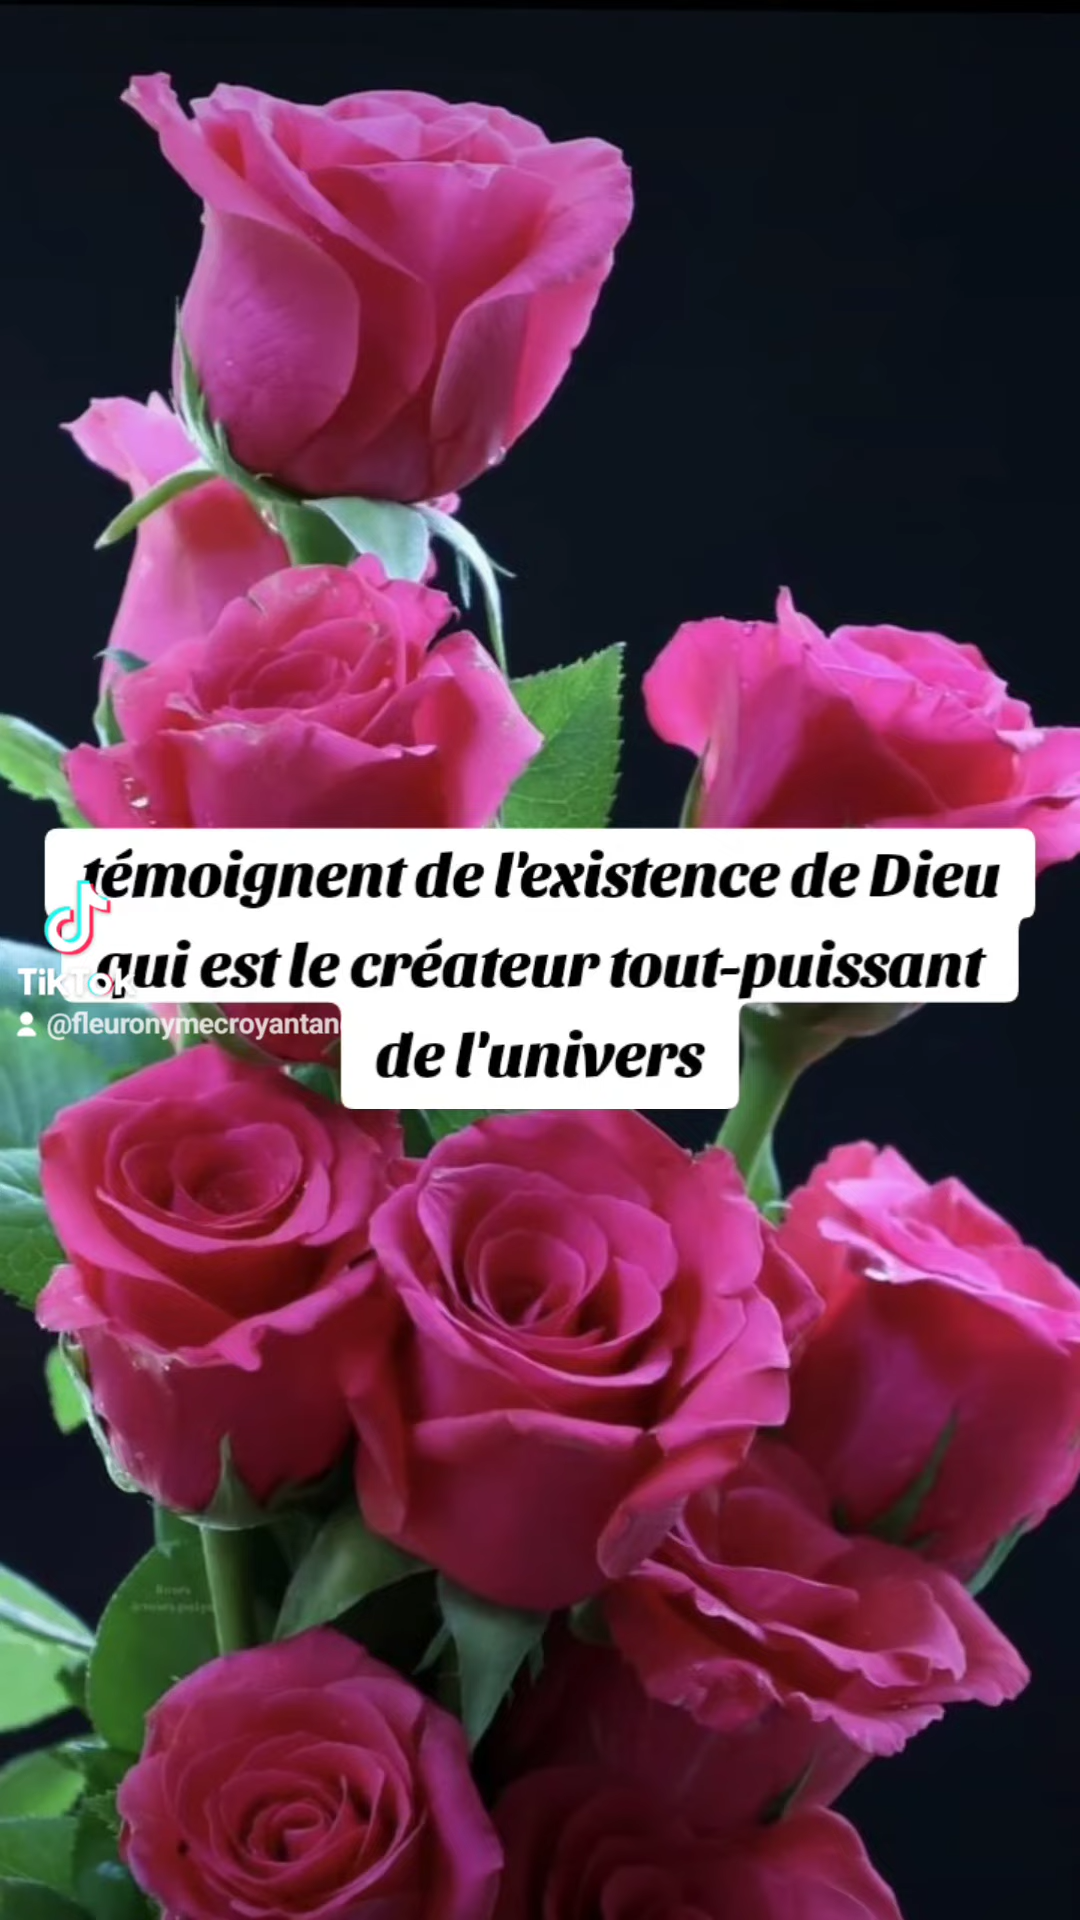 témoignent de l'existence de Dieu
qui est le créateur tout-puissant
de l'univers
TikTok
@fleuronymecroyantan